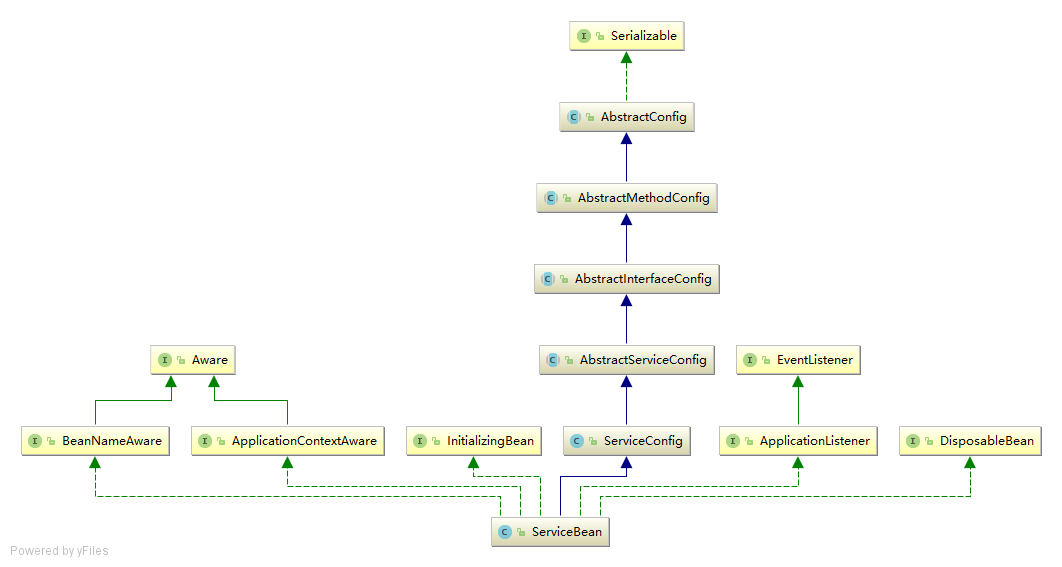 I Serializable
C AbstractConfig
C AbstractMethodConfig
C AbstractInterfaceConfig
I Aware
C AbstractServiceConfig
I EventListener
I BeanNameAware
I ApplicationContextAware
I InitializingBean
C ServiceConfig
I ApplicationListener
I DisposableBean
C ServiceBean
Powered by yFiles